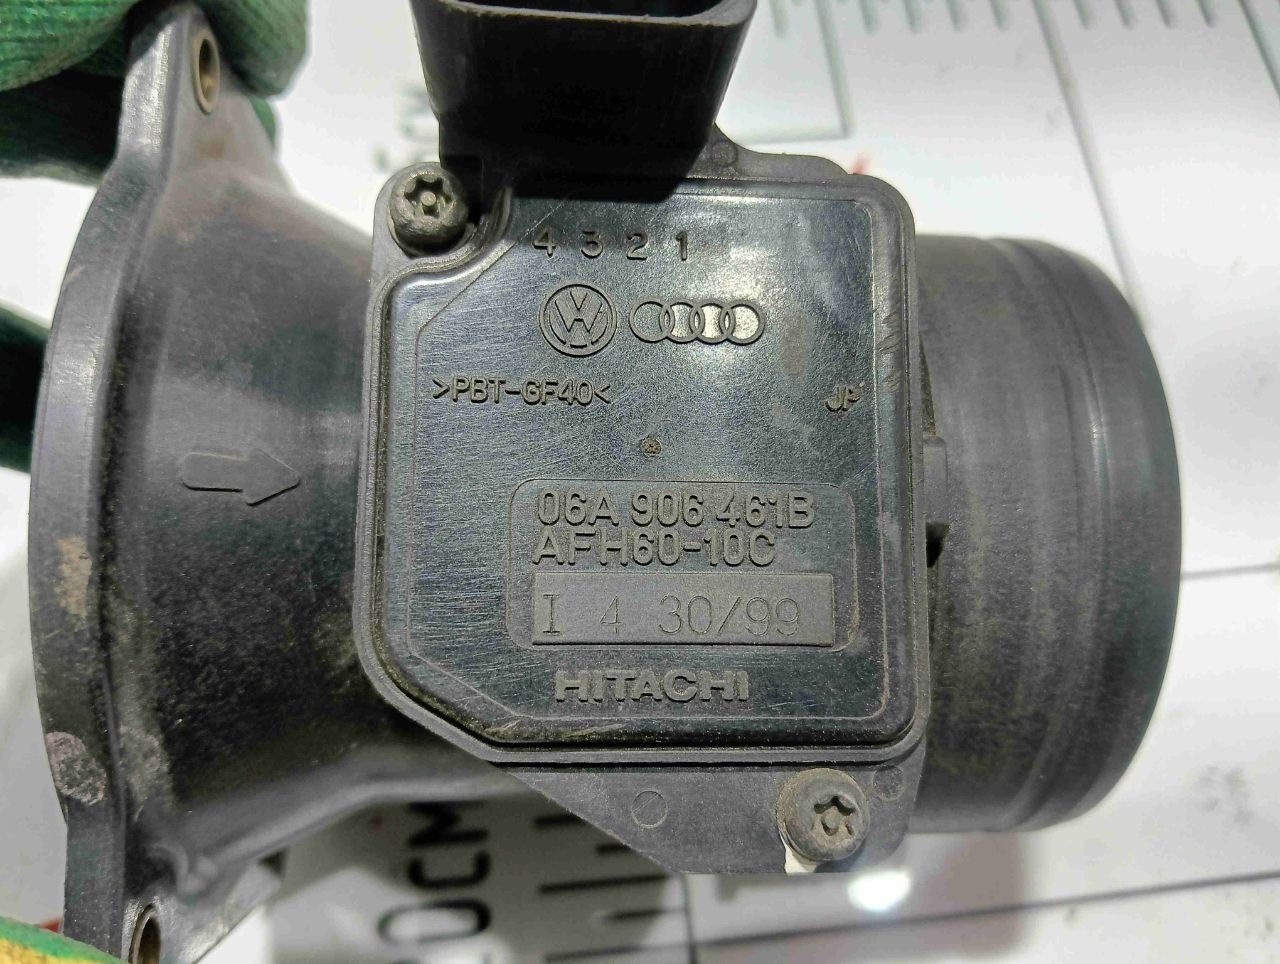 4 3 2 1
>PBT-GF40<
JP
06A 906 461B
AFH60-10C
I 4 30/99
HITACHI